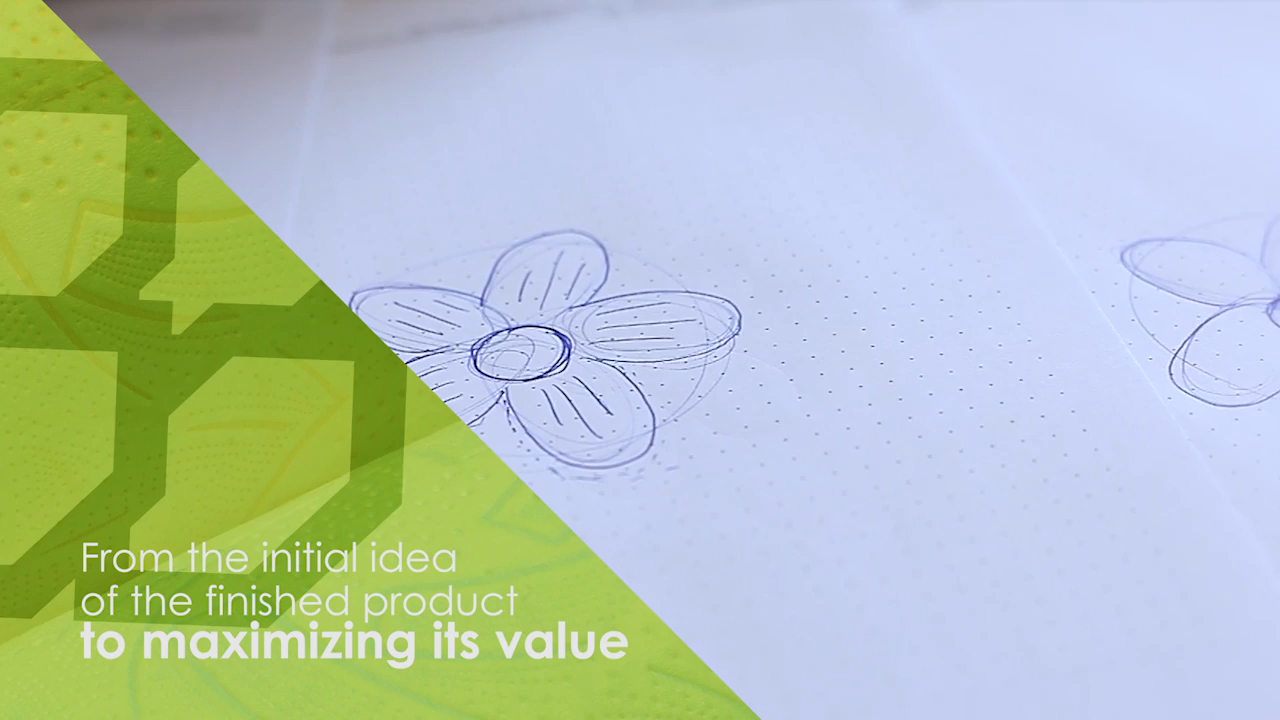 From the initial idea
of the finished product
to maximizing its value